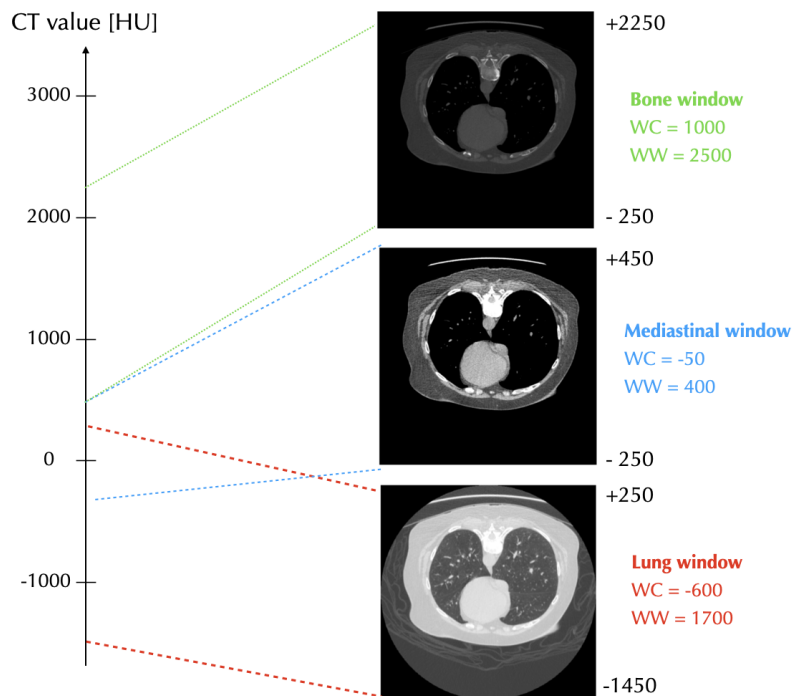 CT value [HU]
3000
2000
1000
0
-1000
+2250
Bone window
WC = 1000
WW = 2500
- 250
+450
Mediastinal window
WC = -50
WW = 400
- 250
+250
Lung window
WC = -600
WW = 1700
-1450